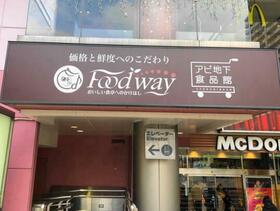 価格と鮮度へのこだわり
Foodway
おいしい食卓へのかけはし
アピ地下
食品館
エレベーター
Elevator
McDO